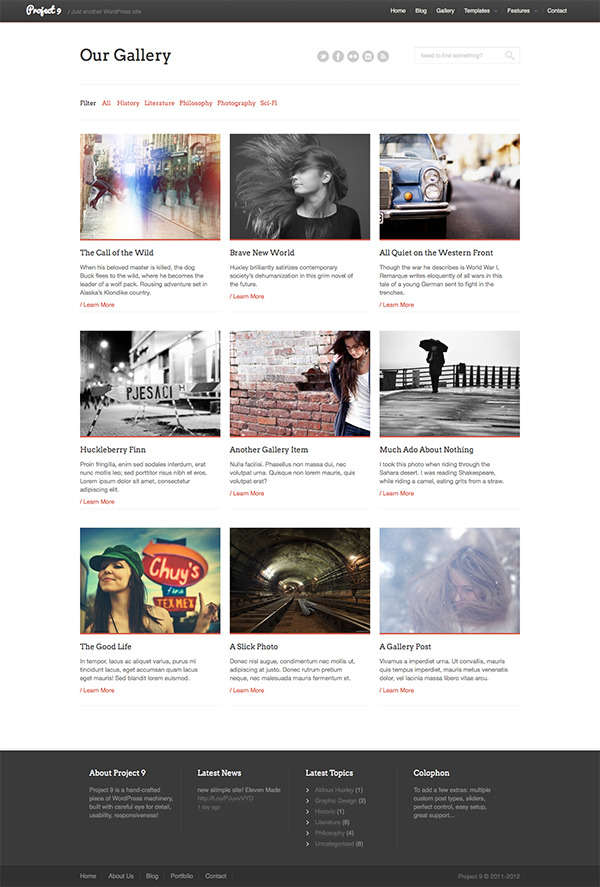 Project 9 / Just another WordPress site
Home Blog Gallery Templates Features Contact
Our Gallery
Need to find something?
Filter All History Literature Philosophy Photography Sci-Fi
The Call of the Wild
When his beloved master is killed, the dog
Buck flees to the wild, where he becomes the
leader of a wolf pack. Rousing adventure set in
Alaska's Klondike country.
/ Learn More
Brave New World
Huxley brilliantly satirizes contemporary
society's dehumanization in this grim novel of
the future.
/ Learn More
All Quiet on the Western Front
Though the war he describes is World War I,
Remarque writes eloquently of all wars in this
tale of a young German sent to fight in the
trenches.
/ Learn More
PJESACI
Huckleberry Finn
Proin fringilla, enim sed sodales interdum, erat
nunc mollis leo; sed porttitor risus nibh et eros.
Lorem ipsum dolor sit amet, consectetur
adipiscing elit.
/ Learn More
Another Gallery Item
Nulla facilisi. Phasellus non massa dui, nec
volutpat urna. Quisque non lorem mauris, quis
volutpat erat?
/ Learn More
Much Ado About Nothing
I took this photo when riding through the
Sahara desert. I was reading Shakespeare,
while riding a camel, eating grits from a straw.
/ Learn More
Chuy's
fine
TEX MEX
The Good Life
In tempor, lacus ac aliquet varius, purus mi
tincidunt lacus, eget accumsan quam lacus
eget mauris! Sed blandit lorem euismod.
/ Learn More
A Slick Photo
Donec nisl augue, condimentum nec mollis ut,
adipiscing at justo. Donec rutrum pretium
neque, nec malesuada mauris fermentum et.
/ Learn More
A Gallery Post
Vivamus a imperdiet urna. Ut convallis, mauris
quis tempus imperdiet, mauris metus venenatis
dolor, vel lacinia massa libero vitae arcu.
/ Learn More
About Project 9
Project 9 is a hand-crafted
piece of WordPress machinery,
built with careful eye for detail,
usability, responsiveness!
Latest News
new siiimple site! Eleven Made
1 day ago
Latest Topics
Aldous Huxley (1)
Graphic Design (2)
Historic (1)
Literature (6)
Philosophy (4)
Uncategorized (8)
Colophon
To add a few extras: multiple
custom post types, sliders,
perfect control, easy setup,
great support...
Home About Us Blog Portfolio Contact
Project 9 © 2011-2012